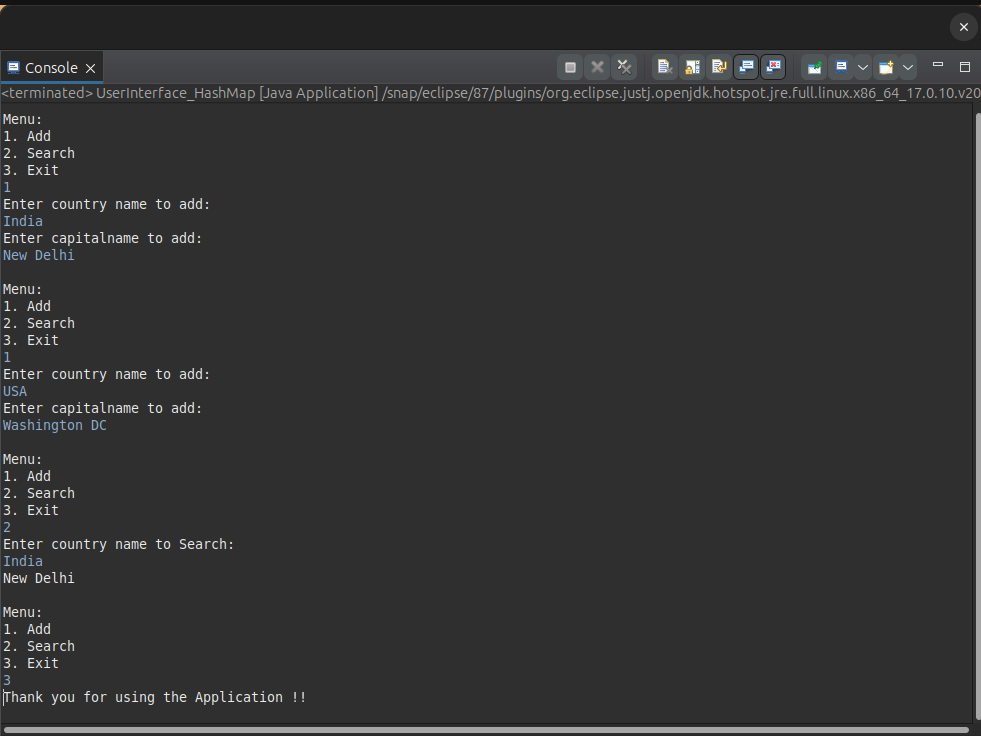 Console
<terminated> UserInterface_HashMap [Java Application] /snap/eclipse/87/plugins/org.eclipse.justj.openjdk.hotspot.jre.full.linux.x86_64_17.0.10.v20
Menu:
1. Add
2. Search
3. Exit
1
Enter country name to add:
India
Enter capitalname to add:
New Delhi
Menu:
1. Add
2. Search
3. Exit
1
Enter country name to add:
USA
Enter capitalname to add:
Washington DC
Menu:
1. Add
2. Search
3. Exit
2
Enter country name to Search:
India
New Delhi
Menu:
1. Add
2. Search
3. Exit
3
Thank you for using the Application !!